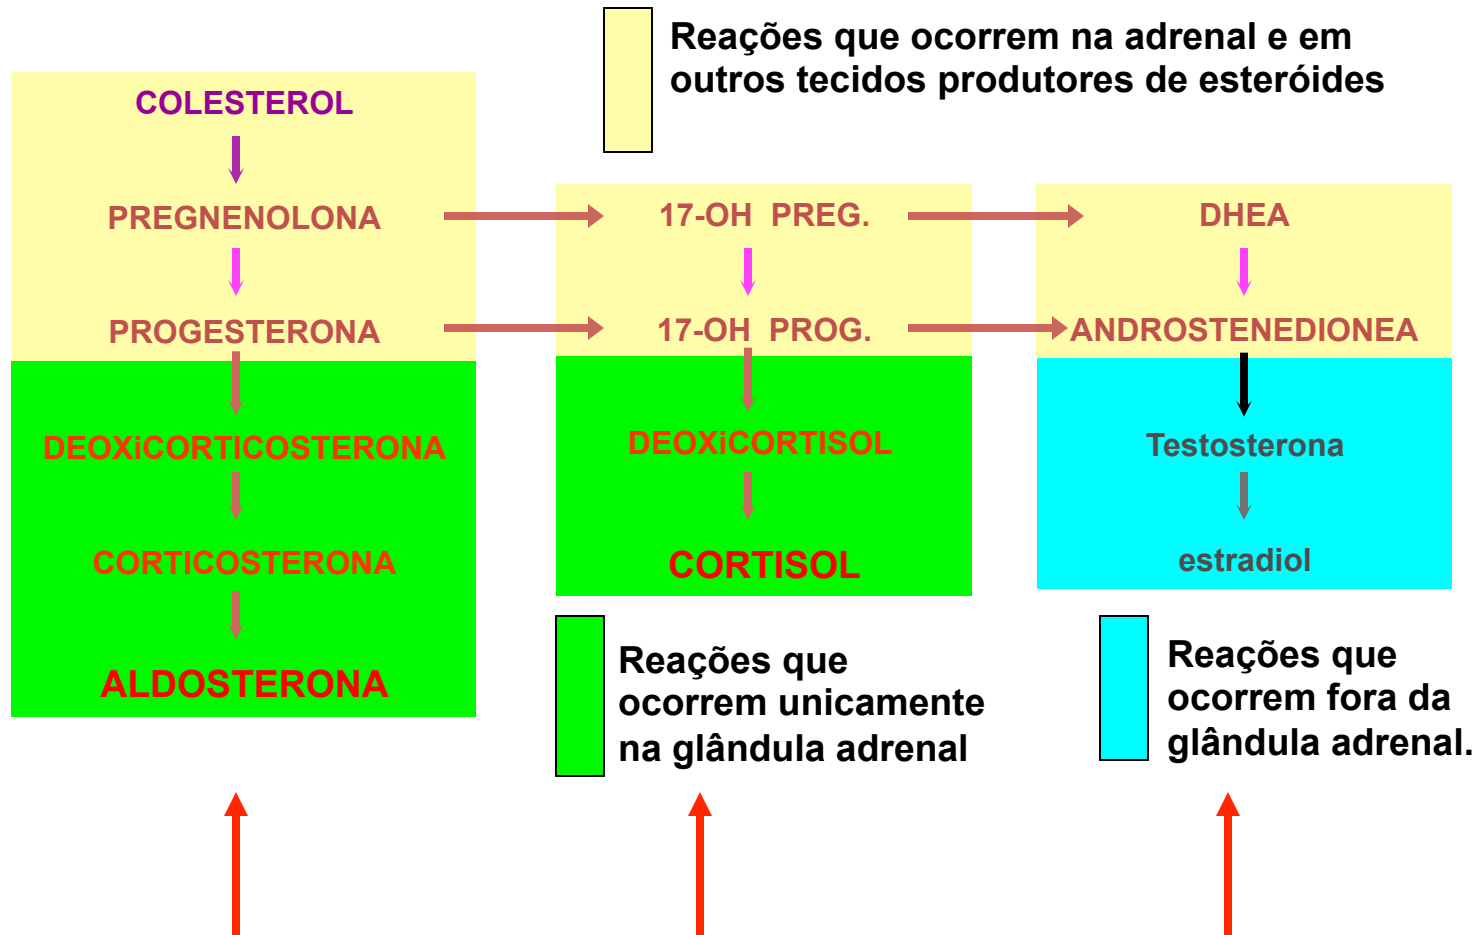 Reações que ocorrem na adrenal e em
outros tecidos produtores de esteróides
COLESTEROL
PREGNENOLONA
17-OH PREG.
DHEA
PROGESTERONA
17-OH PROG.
ANDROSTENEDIONEA
DEOXiCORTICOSTERONA
DEOXiCORTISOL
Testosterona
CORTICOSTERONA
CORTISOL
estradiol
ALDOSTERONA
Reações que
ocorrem unicamente
na glândula adrenal
Reações que
ocorrem fora da
glândula adrenal.